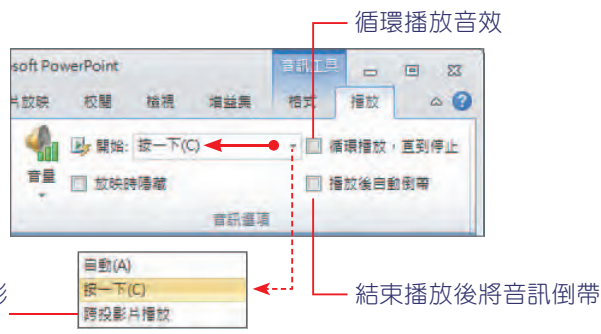 循環播放音效
soft PowerPoint
音訊工具
片放映 校閱 檢視 增益集 格式 播放
開始: 按一下(C) 循環播放，直到停止
音量 放映時隱藏 播放後自動倒帶
音訊選項
自動(A)
影 按一下(C) 結束播放後將音訊倒帶
跨投影片播放